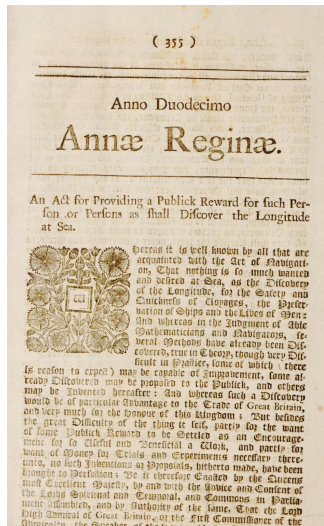 ( 355 )
Anno Duodecimo
Annæ Reginæ.
An Act for Providing a Publick Reward for such Per-
son or Persons as shall Discover the Longitude
at Sea.
Whereas it is well known by all that are
acquainted with the Art of Navigati-
on, That nothing is so much wanted
and desired at Sea, as the Discovery
of the Longitude, for the Safety and
Quickness of Voyages, the Preser-
vation of Ships and the Lives of Men:
And whereas in the Judgment of Able
Mathematicians and Navigators, se-
veral Methods have already been Dis-
covered, true in Theory, though very Dif-
ficult in Practice, some of which (there
is reason to expect) may be capable of Improvement, some al-
ready Discovered may be proposed to the Publick, and others
may be Invented hereafter: And whereas such a Discovery
would be of particular Advantage to the Trade of Great Britain,
and very much for the Honour of this Kingdom; But besides
the great Difficulty of the thing it self, partly for the want
of some Publick Reward to be Settled as an Encourage-
ment for so Useful and Beneficial a Work, and partly for
want of Money for Trials and Experiments necessary there-
unto, no such Inventions or Proposals, hitherto made, have been
brought to Perfection; Be it therefore Enacted by the Queens
most Excellent Majesty, by and with the Advice and Consent of
the Lords Spiritual and Temporal, and Commons in Parlia-
ment Assembled, and by Authority of the same, That the Lord
High Admiral of Great Britain, or the First Commissioner of the